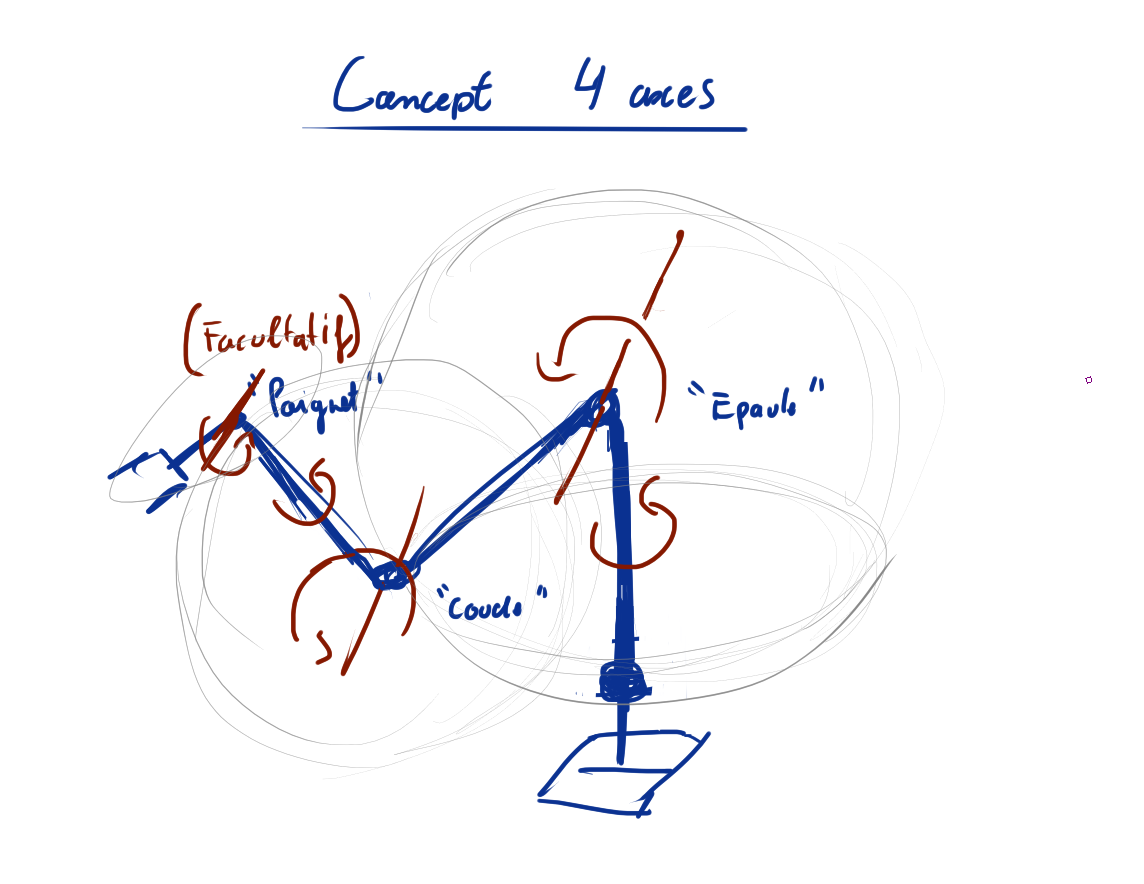 Concept 4 axes
(Facultatif)
"Poignet"
"Epaule"
"Coude"